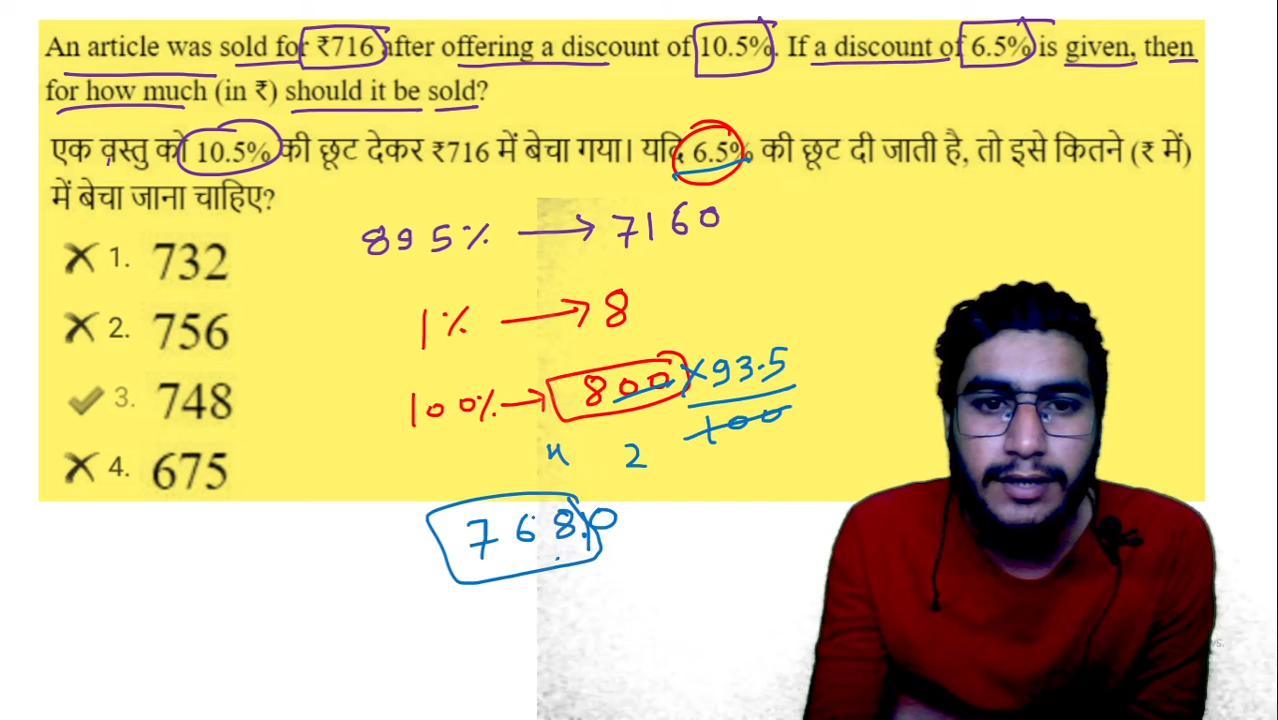 An article was sold for ₹716 after offering a discount of 10.5%. If a discount of 6.5% is given, then
for how much (in ₹) should it be sold?
एक वस्तु को 10.5% की छूट देकर ₹716 में बेचा गया। यदि 6.5% की छूट दी जाती है, तो इसे कितने (₹ में)
में बेचा जाना चाहिए?
895% → 7160
1. 732
1% → 8
2. 756
100% → 800 × 93.5
100
3. 748
4 2
4. 675
768.0